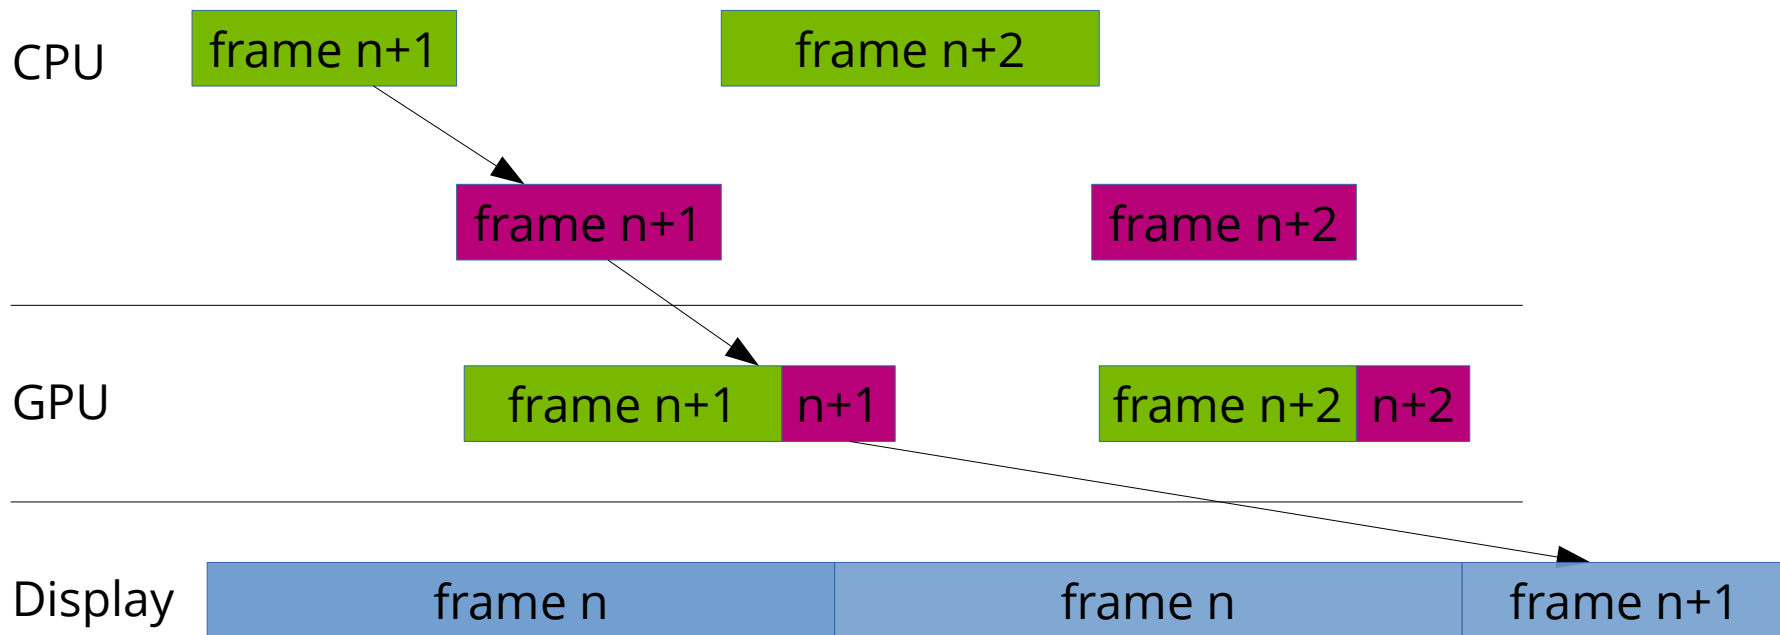 CPU
frame n+1
frame n+2
frame n+1
frame n+2
GPU
frame n+1
n+1
frame n+2
n+2
Display
frame n
frame n
frame n+1